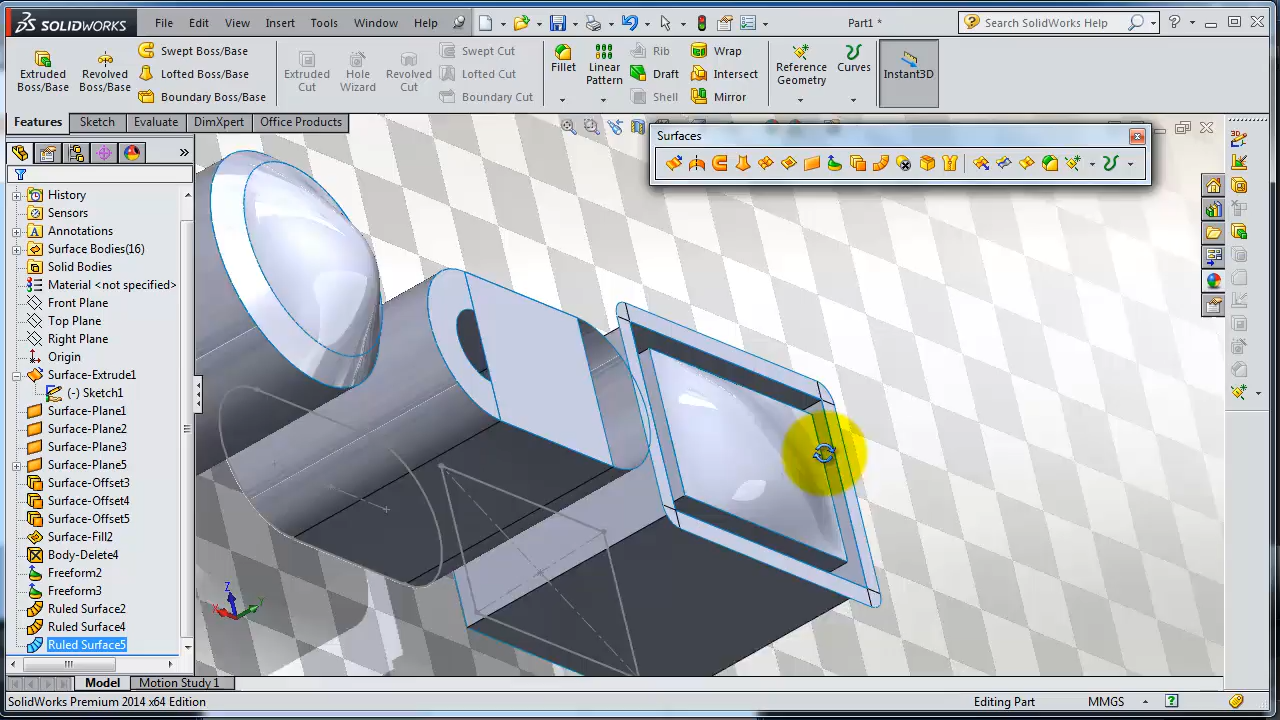 SOLIDWORKS File Edit View Insert Tools Window Help Part1 * Search SolidWorks Help
Extruded Boss/Base
Revolved Boss/Base
Swept Boss/Base
Lofted Boss/Base
Boundary Boss/Base
Extruded Cut
Hole Wizard
Revolved Cut
Swept Cut
Lofted Cut
Boundary Cut
Fillet
Linear Pattern
Rib
Draft
Shell
Wrap
Intersect
Mirror
Reference Geometry
Curves
Instant3D
Features Sketch Evaluate DimXpert Office Products
Surfaces
History
Sensors
Annotations
Surface Bodies(16)
Solid Bodies
Material <not specified>
Front Plane
Top Plane
Right Plane
Origin
Surface-Extrude1
(-) Sketch1
Surface-Plane1
Surface-Plane2
Surface-Plane3
Surface-Plane5
Surface-Offset3
Surface-Offset4
Surface-Offset5
Surface-Fill2
Body-Delete4
Freeform2
Freeform3
Ruled Surface2
Ruled Surface4
Ruled Surface5
Z
X
Y
Model Motion Study 1
SolidWorks Premium 2014 x64 Edition Editing Part MMGS